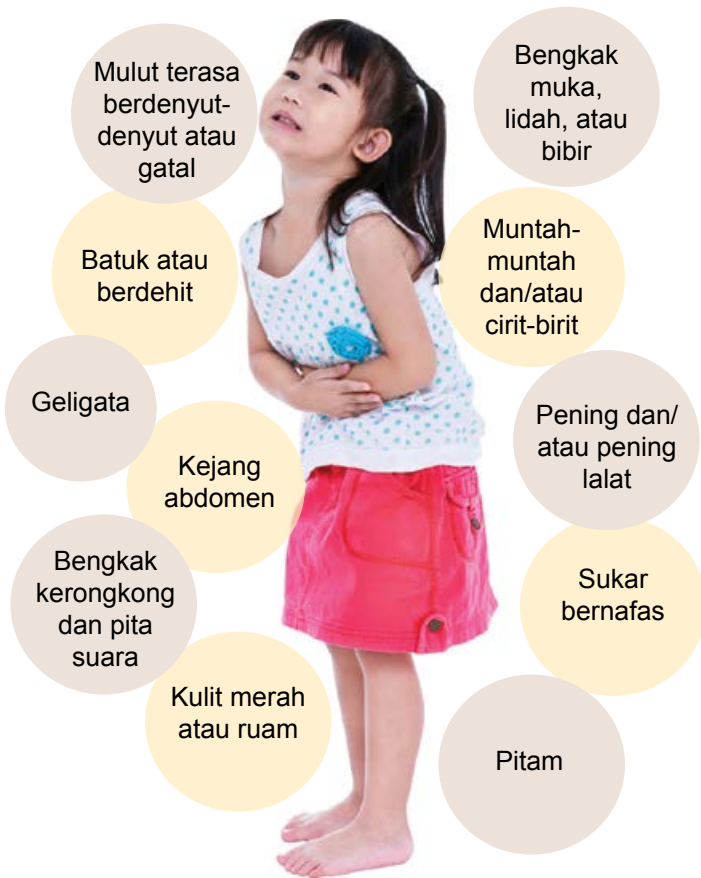 Mulut terasa
berdenyut-
denyut atau
gatal
Bengkak
muka,
lidah, atau
bibir
Batuk atau
berdehit
Muntah-
muntah
dan/atau
cirit-birit
Geligata
Pening dan/
atau pening
lalat
Kejang
abdomen
Bengkak
kerongkong
dan pita
suara
Sukar
bernafas
Kulit merah
atau ruam
Pitam